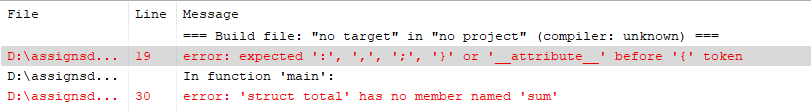 File Line Message
=== Build file: "no target" in "no project" (compiler: unknown) ===
D:\assignsd... 19 error: expected ':', ',', ';', '}' or '__attribute__' before '{' token
D:\assignsd... In function 'main':
D:\assignsd... 30 error: 'struct total' has no member named 'sum'